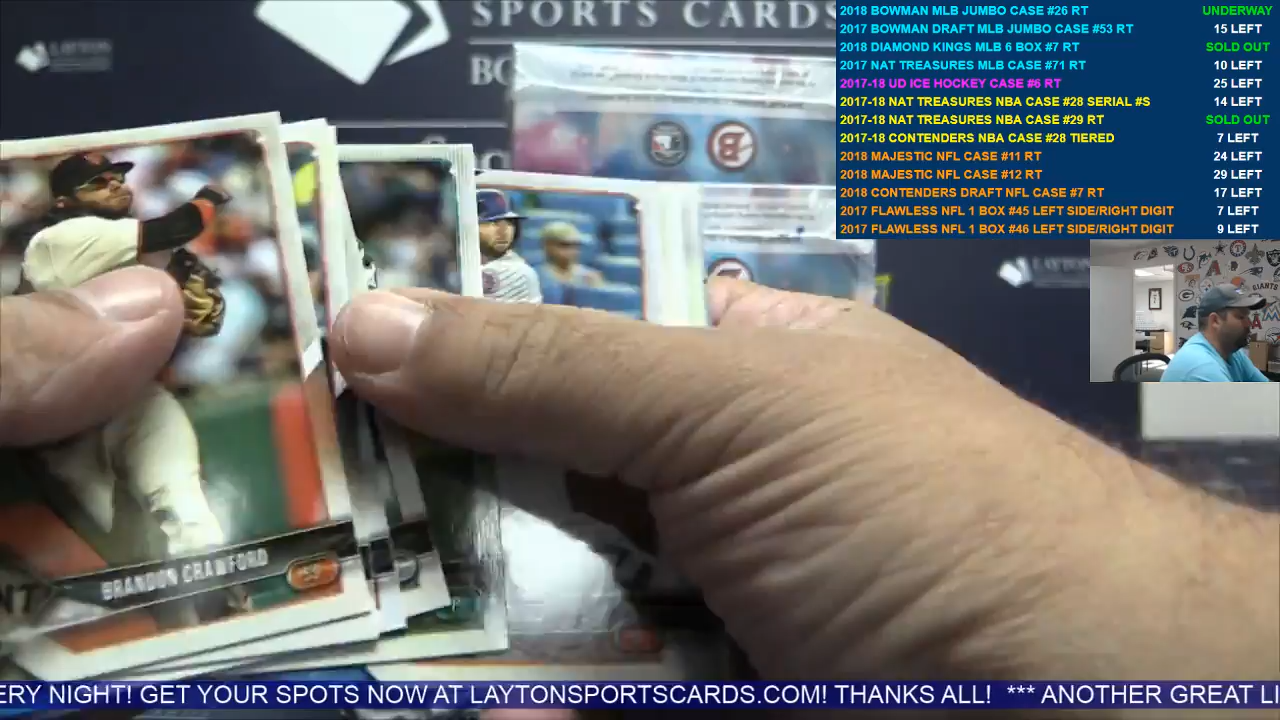 SPORTS CARDS
LAYTON
BO
2018 BOWMAN MLB JUMBO CASE #26 RT UNDERWAY
2017 BOWMAN DRAFT MLB JUMBO CASE #53 RT 15 LEFT
2018 DIAMOND KINGS MLB 6 BOX #7 RT SOLD OUT
2017 NAT TREASURES MLB CASE #71 RT 10 LEFT
2017-18 UD ICE HOCKEY CASE #6 RT 25 LEFT
2017-18 NAT TREASURES NBA CASE #28 SERIAL #S 14 LEFT
2017-18 NAT TREASURES NBA CASE #29 RT SOLD OUT
2017-18 CONTENDERS NBA CASE #28 TIERED 7 LEFT
2018 MAJESTIC NFL CASE #11 RT 24 LEFT
2018 MAJESTIC NFL CASE #12 RT 29 LEFT
2018 CONTENDERS DRAFT NFL CASE #7 RT 17 LEFT
2017 FLAWLESS NFL 1 BOX #45 LEFT SIDE/RIGHT DIGIT 7 LEFT
2017 FLAWLESS NFL 1 BOX #46 LEFT SIDE/RIGHT DIGIT 9 LEFT
B
LAYTON
GIANTS
BRANDON CRAWFORD
ERY NIGHT! GET YOUR SPOTS NOW AT LAYTONSPORTSCARDS.COM! THANKS ALL! *** ANOTHER GREAT LI